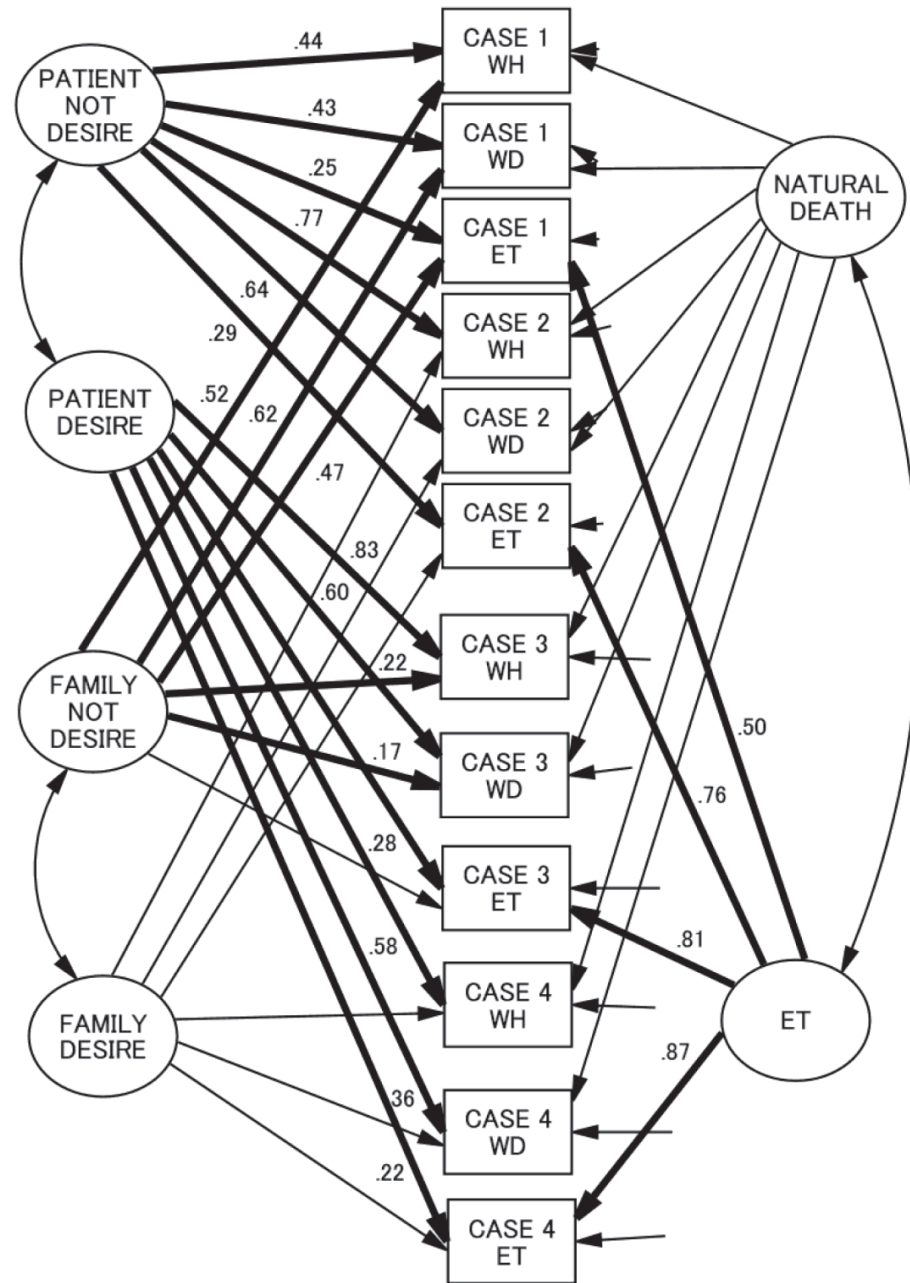 .44
CASE 1
WH
PATIENT
NOT
DESIRE
.43
CASE 1
WD
.25
NATURAL
DEATH
.77
CASE 1
ET
.64
.29
CASE 2
WH
PATIENT
DESIRE
.52
.62
CASE 2
WD
.47
CASE 2
ET
.83
.60
FAMILY
NOT
DESIRE
.22
CASE 3
WH
.17
CASE 3
WD
.50
.76
.28
CASE 3
ET
.81
.58
CASE 4
WH
FAMILY
DESIRE
ET
.87
.36
CASE 4
WD
.22
CASE 4
ET